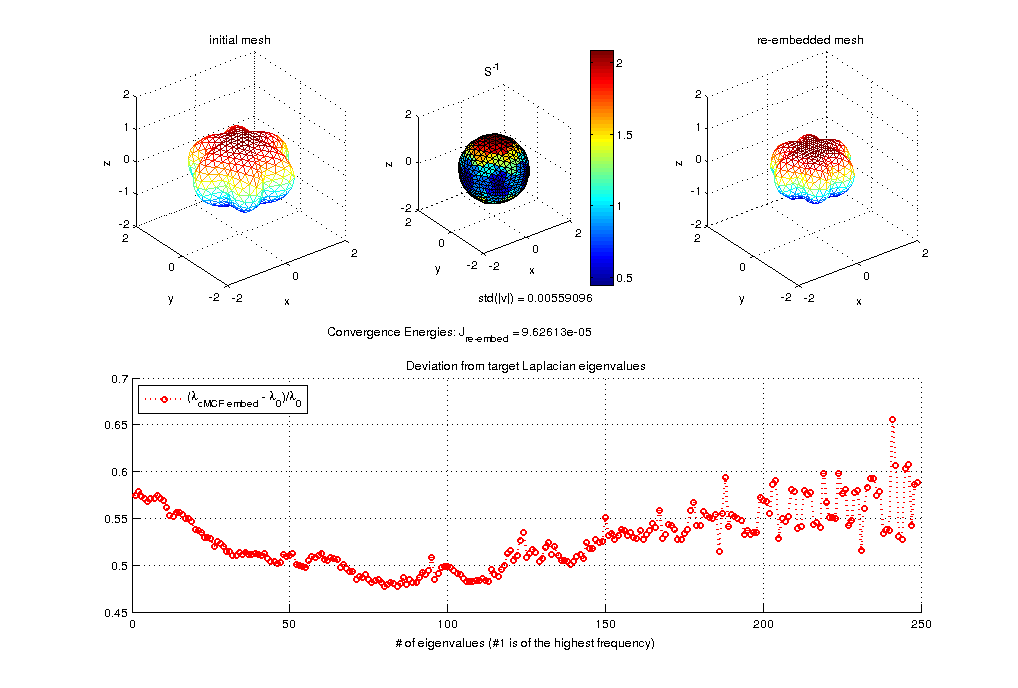 initial mesh
S-1
re-embedded mesh
2
1
0
-1
-2
z
2
0
-2
y
-2
0
2
x
2
0
-2
z
2
0
-2
y
-2
0
2
x
2
1.5
1
0.5
2
1
0
-1
-2
z
2
0
-2
y
-2
0
2
x
std(|v|) = 0.00559096
Convergence Energies: Jre-embed = 9.62613e-05
Deviation from target Laplacian eigenvalues
(λcMCF embed - λ0)/λ0
0.7
0.65
0.6
0.55
0.5
0.45
0 50 100 150 200 250
# of eigenvalues (#1 is of the highest frequency)